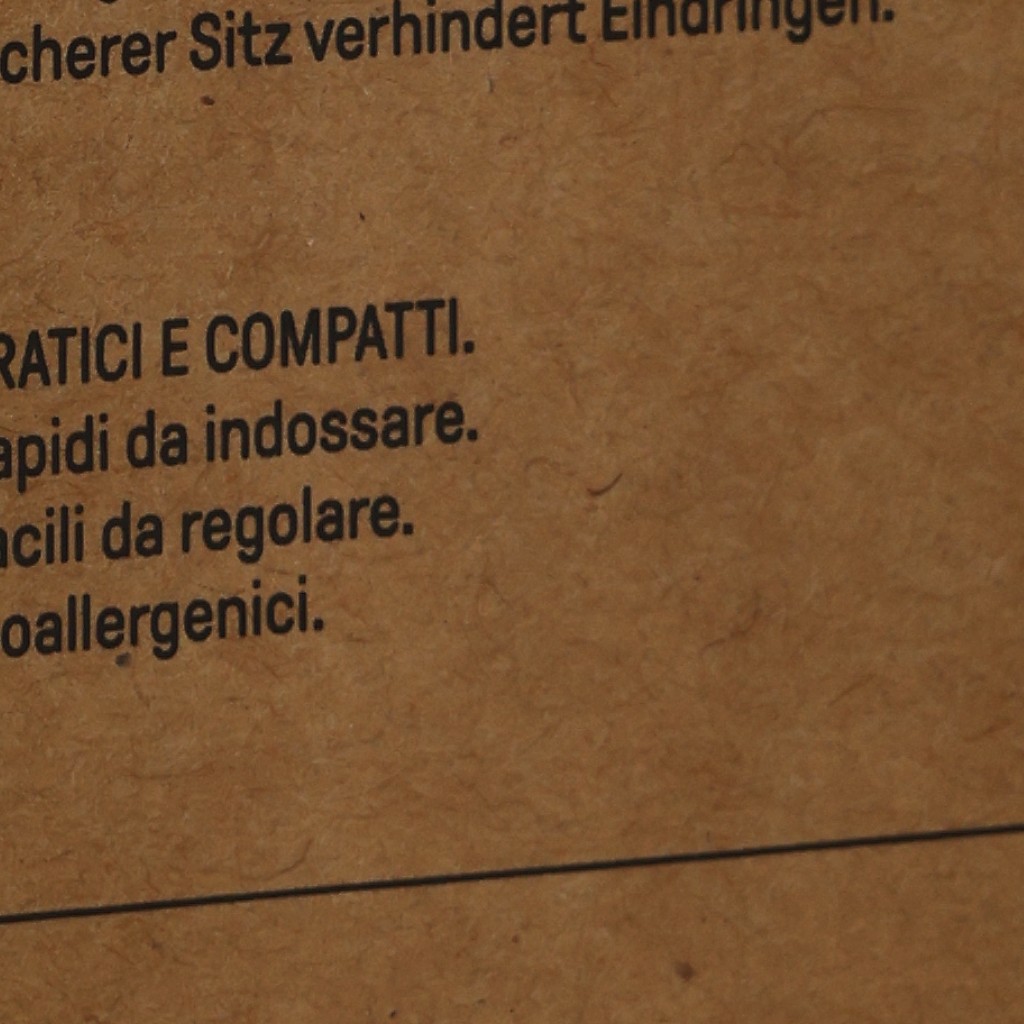 cherer Sitz verhindert Eindringen.
RATICI E COMPATTI.
apidi da indossare.
acili da regolare.
oallergenici.